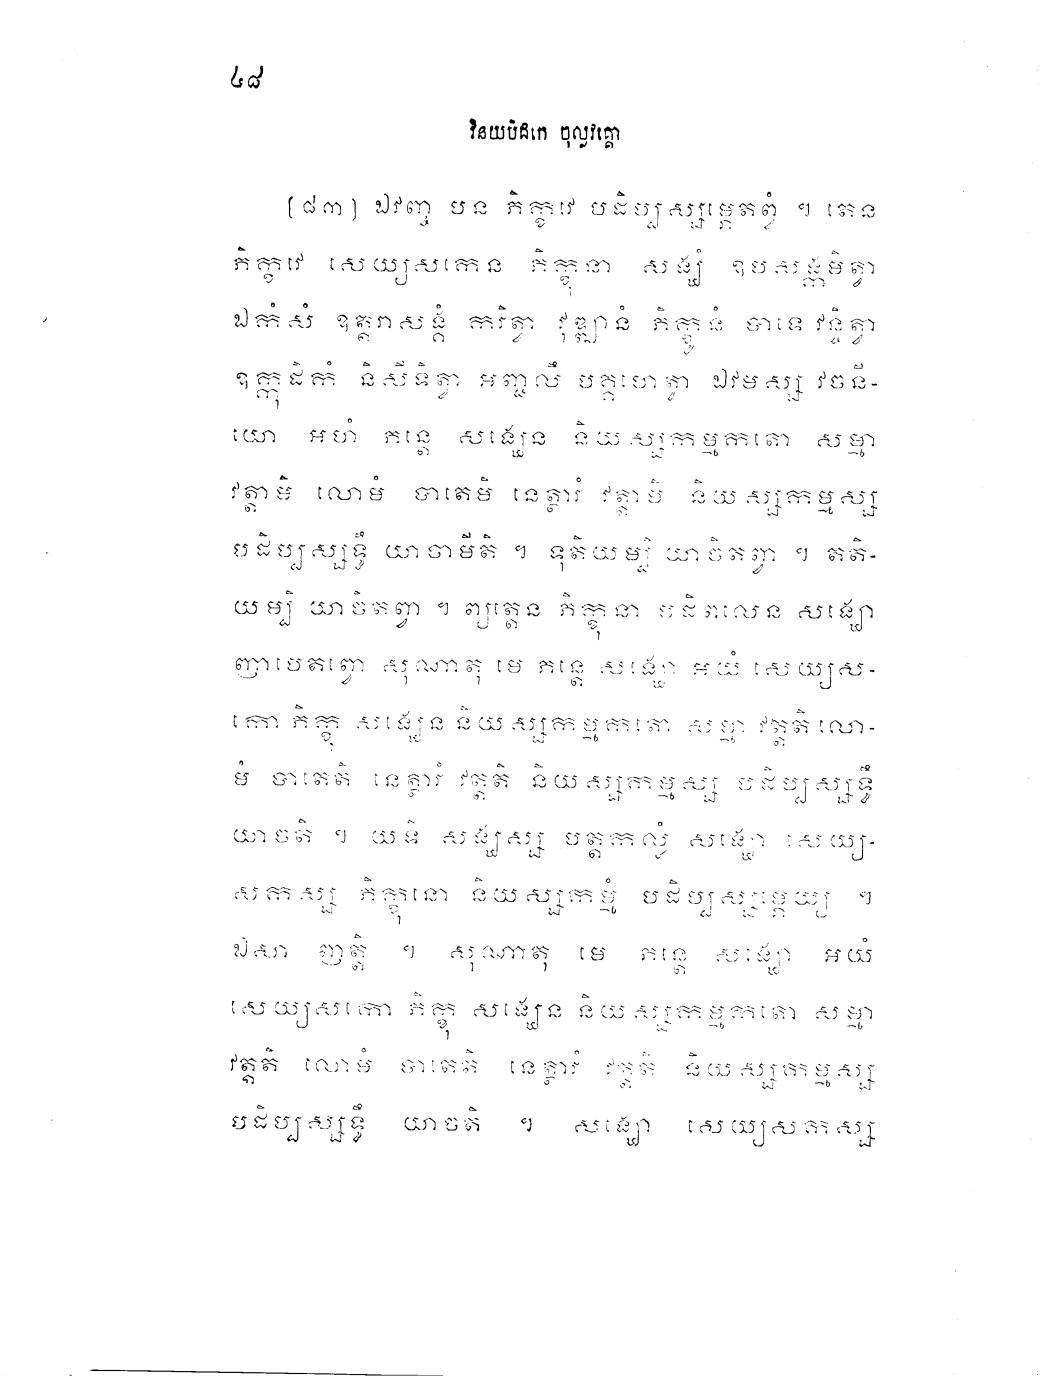 ៤៨
វិនយបិដកេ ចុល្លវគ្គោ
(៨៣) ឯវញ្ច បន ភិក្ខវេ បដិប្បស្សម្ភេតព្វំ ។ តេន
ភិក្ខវេ សេយ្យសកេន ភិក្ខុនា សង្ឃំ ឧបសង្កមិត្វា
ឯកំសំ ឧត្តរាសង្គំ ករិត្វា វុឌ្ឍានំ ភិក្ខូនំ បាទេ វន្ទិត្វា
ឧក្កុដិកំ និសីទិត្វា អញ្ជលឹ បគ្គហេត្វា ឯវមស្ស វចនី-
យោ អហំ ភន្តេ សង្ឃេន និយស្សកម្មកតោ សម្មា
វត្តាមិ លោមំ បាតេមិ នេត្ថារំ វត្តាមិ និយស្សកម្មស្ស
បដិប្បស្សទ្ធឹ យាចាមីតិ ។ ទុតិយម្បិ យាចិតព្វា ។ តតិ-
យម្បិ យាចិតព្វា ។ ព្យត្តេន ភិក្ខុនា បដិពលេន សង្ឃោ
ញាបេតព្វោ សុណាតុ មេ ភន្តេ សង្ឃោ អយំ សេយ្យស-
កោ ភិក្ខុ សង្ឃេន និយស្សកម្មកតោ សម្មា វត្តតិ លោ-
មំ បាតេតិ នេត្ថារំ វត្តតិ និយស្សកម្មស្ស បដិប្បស្សទ្ធឹ
យាចតិ ។ យទិ សង្ឃស្ស បត្តកល្លំ សង្ឃោ សេយ្យ-
សកស្ស ភិក្ខុនោ និយស្សកម្មំ បដិប្បស្សម្ភេយ្យ ។
ឯសា ញត្តិ ។ សុណាតុ មេ ភន្តេ សង្ឃោ អយំ
សេយ្យសកោ ភិក្ខុ សង្ឃេន និយស្សកម្មកតោ សម្មា
វត្តតិ លោមំ បាតេតិ នេត្ថារំ វត្តតិ និយស្សកម្មស្ស
បដិប្បស្សទ្ធឹ យាចតិ ។ សង្ឃោ សេយ្យសកស្ស